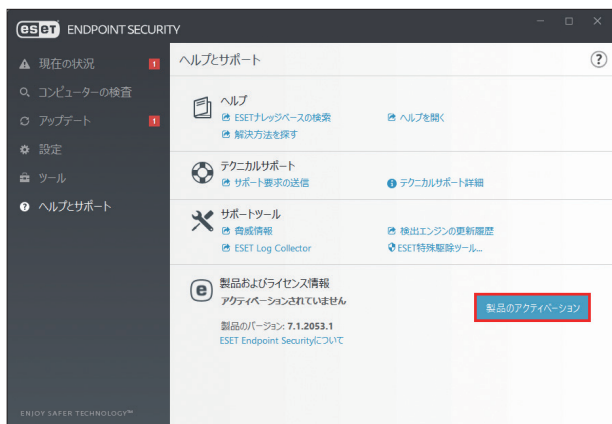 eset ENDPOINT SECURITY
現在の状況 1
コンピューターの検査
アップデート 1
設定
ツール
ヘルプとサポート
ENJOY SAFER TECHNOLOGY™
ヘルプとサポート
?
ヘルプ
ESETナレッジベースの検索 ヘルプを開く
解決方法を探す
テクニカルサポート
サポート要求の送信 テクニカルサポート詳細
サポートツール
脅威情報 検出エンジンの更新履歴
ESET Log Collector ESET特殊駆除ツール...
製品およびライセンス情報
アクティベーションされていません
製品のアクティベーション
製品のバージョン: 7.1.2053.1
ESET Endpoint Securityについて